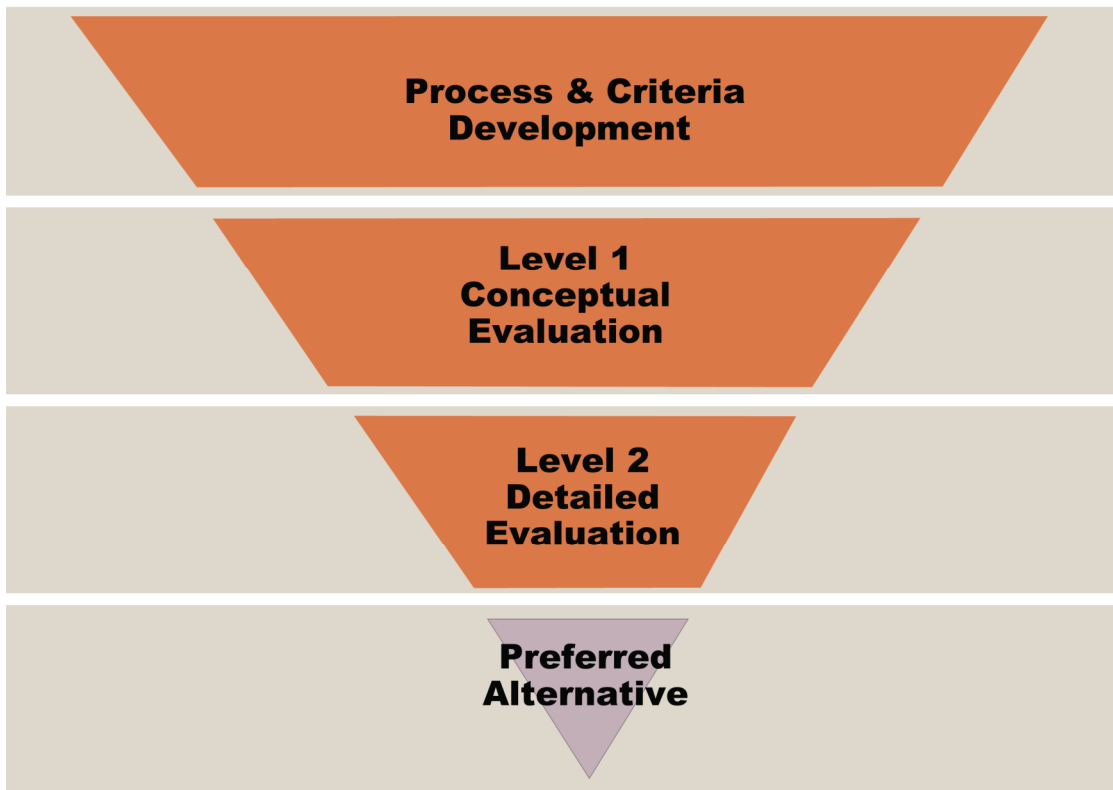 Process & Criteria
Development
Level 1
Conceptual
Evaluation
Level 2
Detailed
Evaluation
Preferred
Alternative